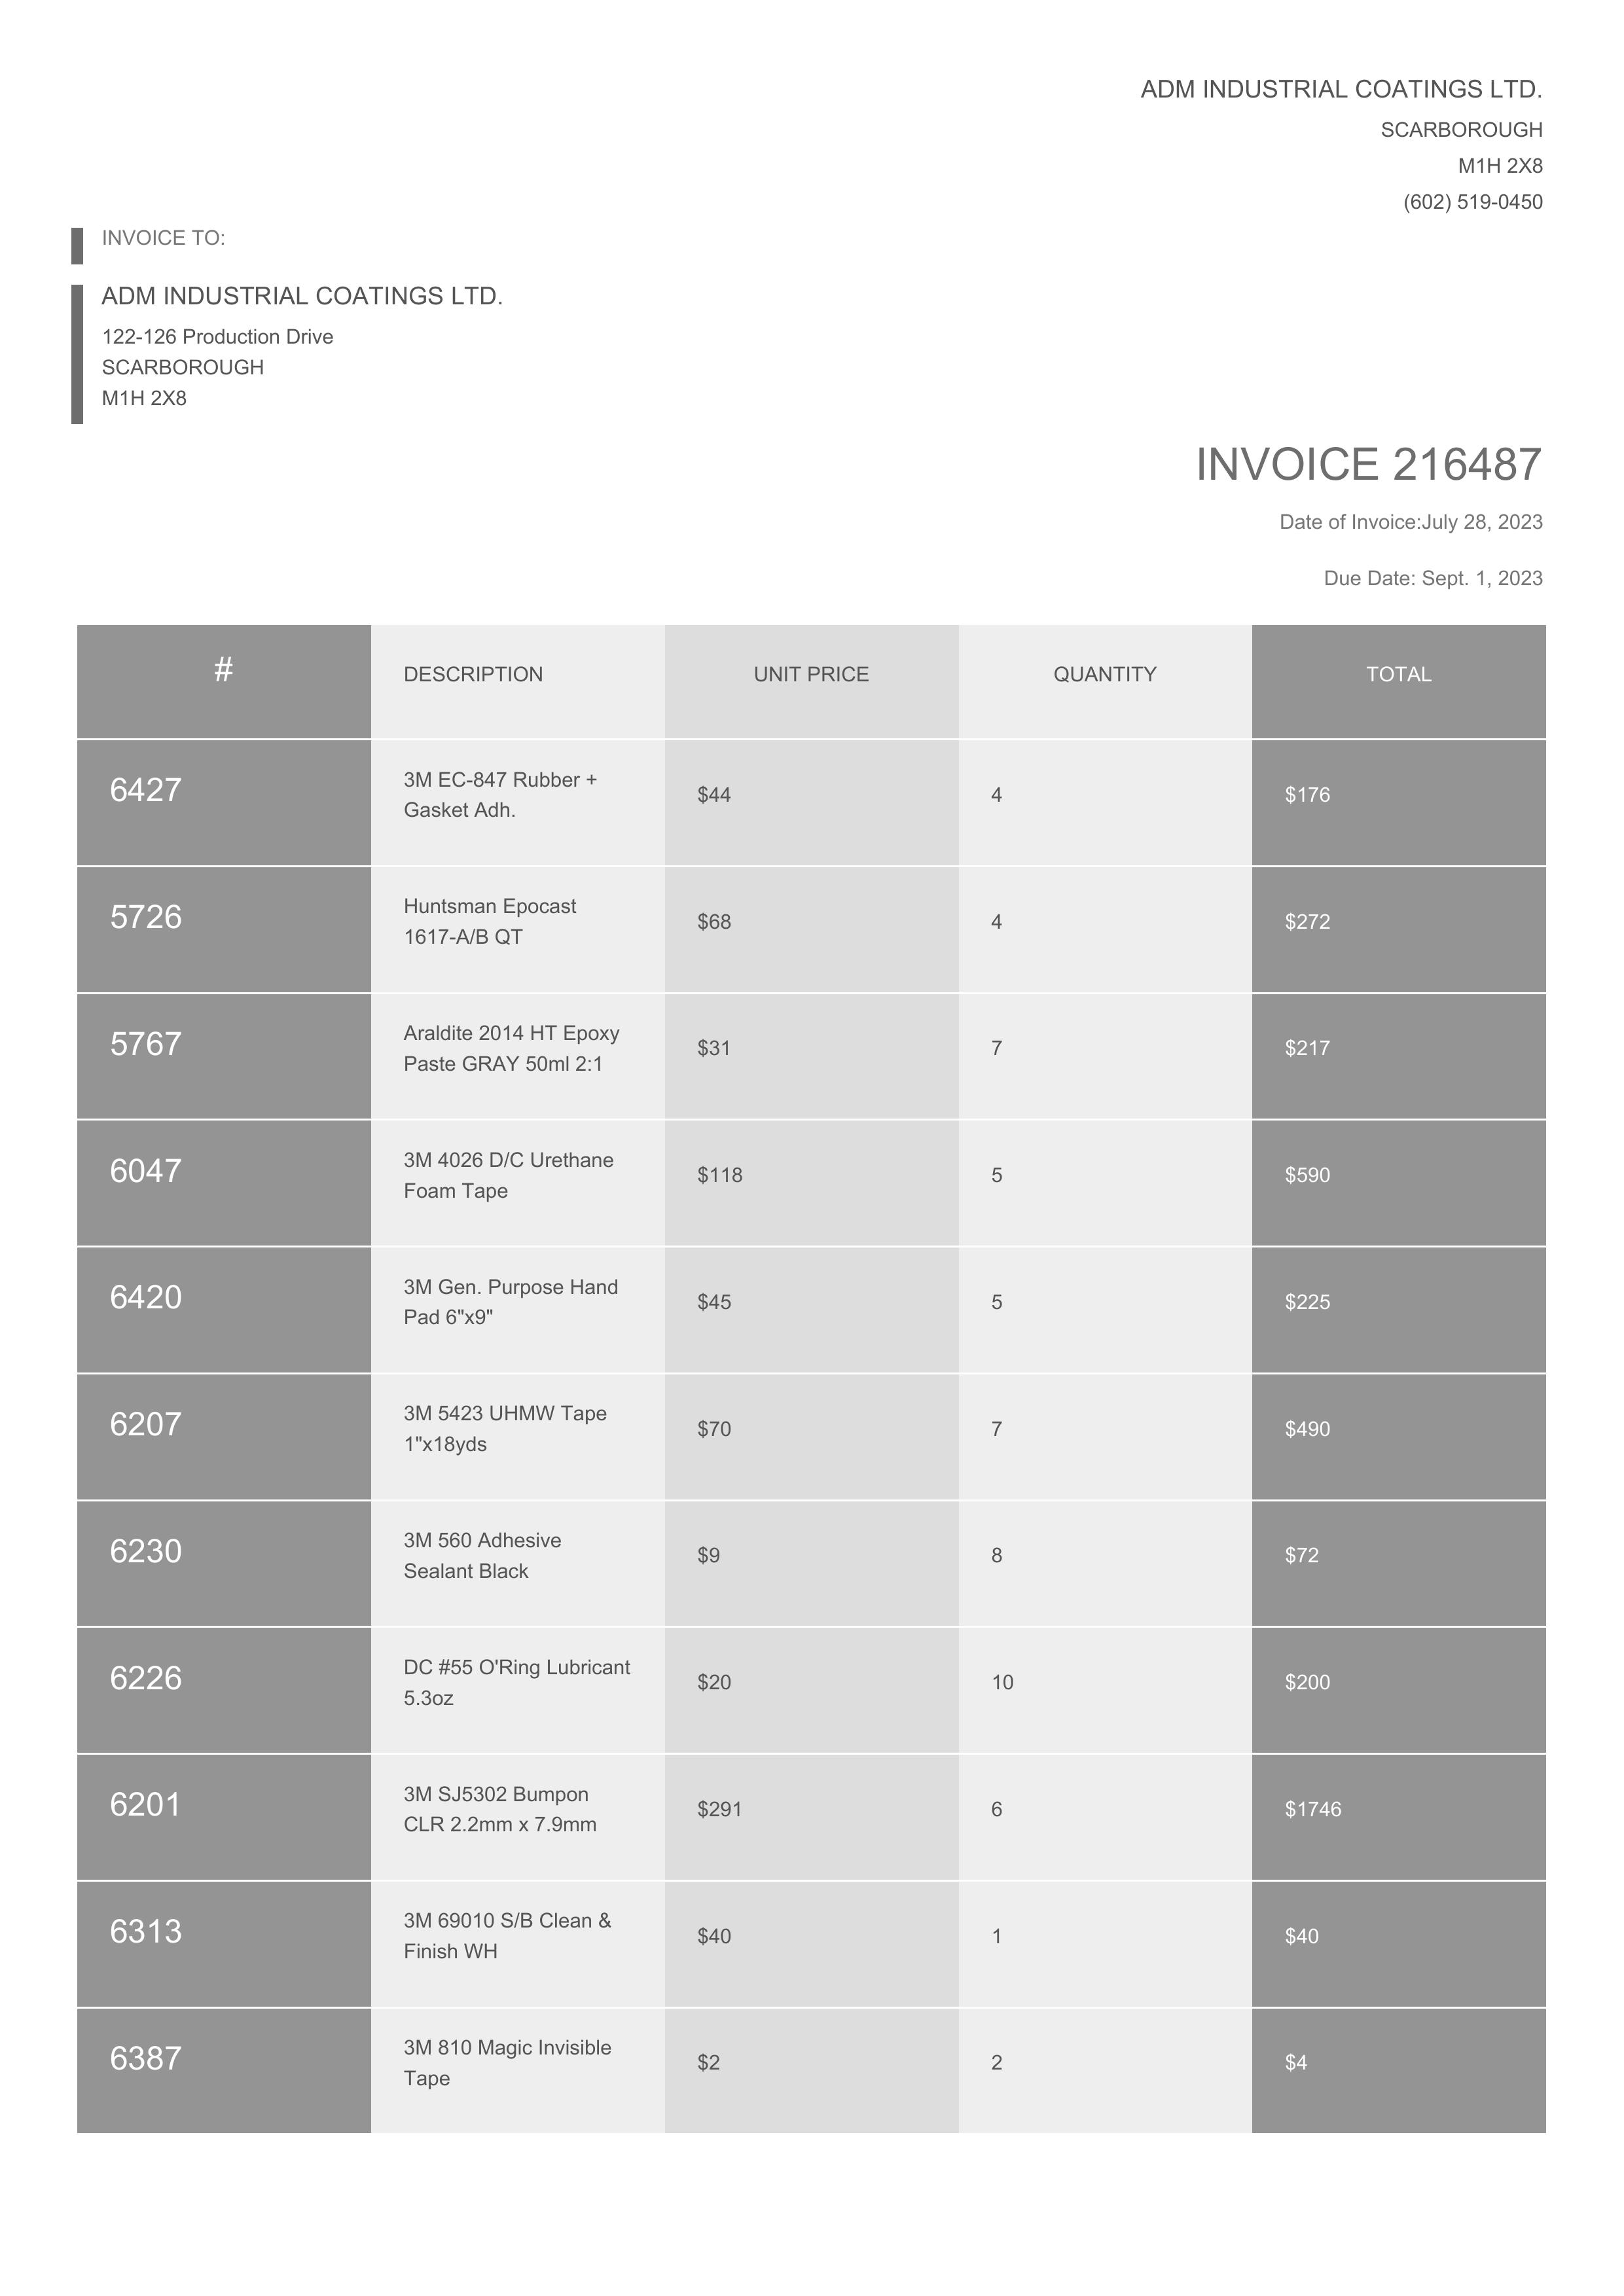 ADM INDUSTRIAL COATINGS LTD.
SCARBOROUGH
M1H 2X8
(602) 519-0450
INVOICE TO:
ADM INDUSTRIAL COATINGS LTD.
122-126 Production Drive
SCARBOROUGH
M1H 2X8
INVOICE 216487
Date of Invoice:July 28, 2023
Due Date: Sept. 1, 2023
# DESCRIPTION UNIT PRICE QUANTITY TOTAL
6427 3M EC-847 Rubber + $44 4 $176
Gasket Adh.
5726 Huntsman Epocast $68 4 $272
1617-A/B QT
5767 Araldite 2014 HT Epoxy $31 7 $217
Paste GRAY 50ml 2:1
6047 3M 4026 D/C Urethane $118 5 $590
Foam Tape
6420 3M Gen. Purpose Hand $45 5 $225
Pad 6"x9"
6207 3M 5423 UHMW Tape $70 7 $490
1"x18yds
6230 3M 560 Adhesive $9 8 $72
Sealant Black
6226 DC #55 O'Ring Lubricant $20 10 $200
5.3oz
6201 3M SJ5302 Bumpon $291 6 $1746
CLR 2.2mm x 7.9mm
6313 3M 69010 S/B Clean & $40 1 $40
Finish WH
6387 3M 810 Magic Invisible $2 2 $4
Tape